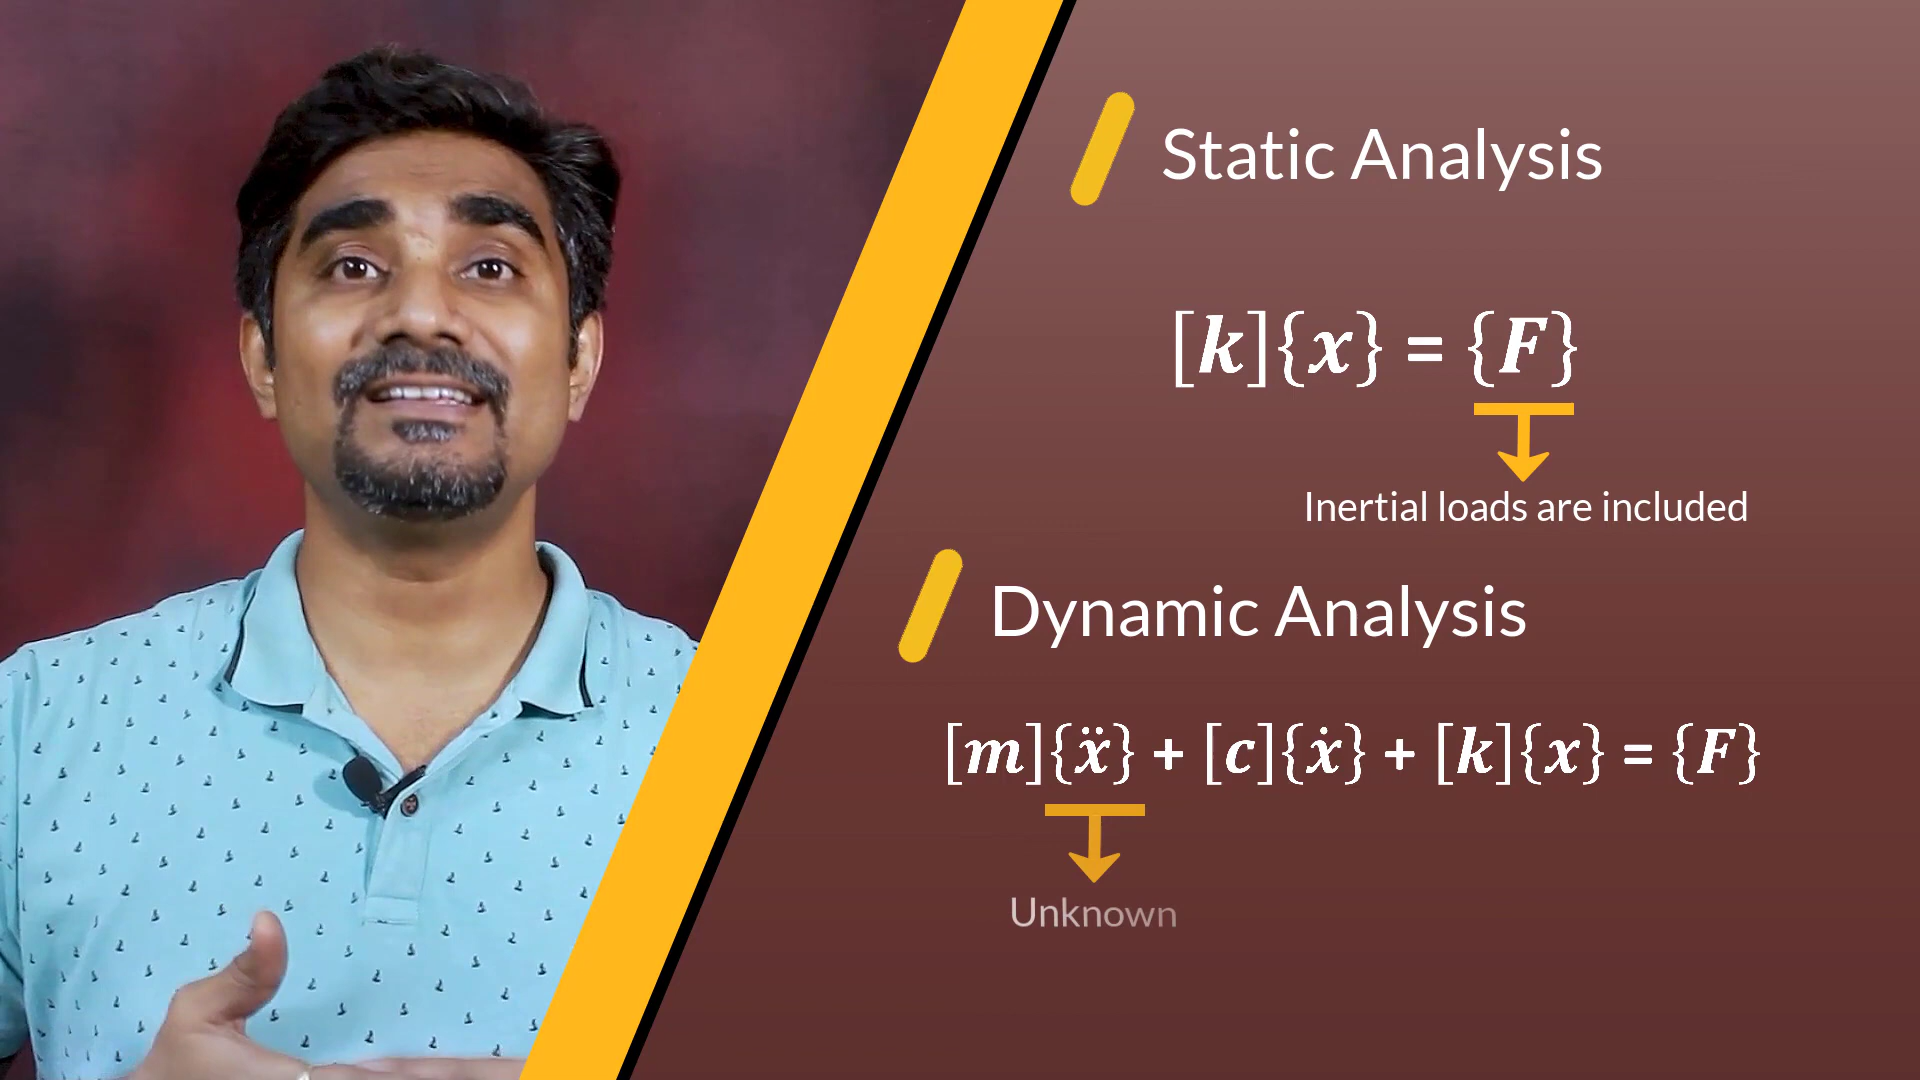 Static Analysis
[k]{x} = {F}
Inertial loads are included
Dynamic Analysis
[m]{ẍ} + [c]{ẋ} + [k]{x} = {F}
Unknown